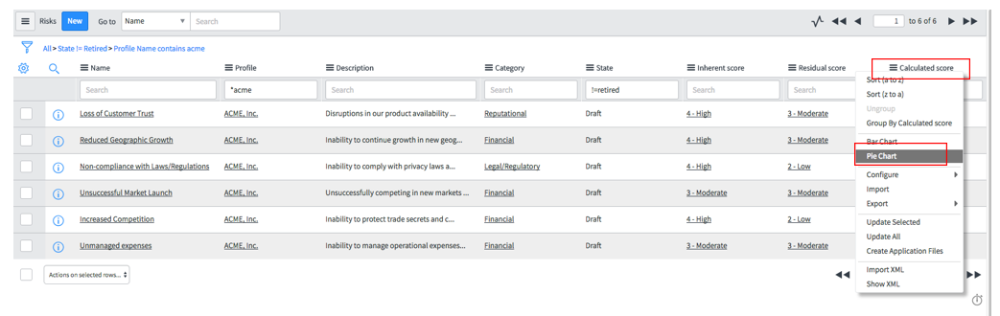 Risks New Go to Name Search 1 to 6 of 6
All > State != Retired > Profile Name contains acme
Name Profile Description Category State Inherent score Residual score Calculated score
Search *acme Search Search !=retired Search Search
Loss of Customer Trust ACME, Inc. Disruptions in our product availability ... Reputational Draft 4 - High 3 - Moderate
Reduced Geographic Growth ACME, Inc. Inability to continue growth in new geog... Financial Draft 4 - High 3 - Moderate
Non-compliance with Laws/Regulations ACME, Inc. Inability to comply with privacy laws a... Legal/Regulatory Draft 4 - High 2 - Low
Unsuccessful Market Launch ACME, Inc. Unsuccessfully competing in new markets ... Financial Draft 3 - Moderate 3 - Moderate
Increased Competition ACME, Inc. Inability to protect trade secrets and c... Financial Draft 4 - High 2 - Low
Unmanaged expenses ACME, Inc. Inability to manage operational expenses... Financial Draft 3 - Moderate 3 - Moderate
Actions on selected rows...
Sort (a to z)
Sort (z to a)
Ungroup
Group By Calculated score
Bar Chart
Pie Chart
Configure
Import
Export
Update Selected
Update All
Create Application Files
Import XML
Show XML